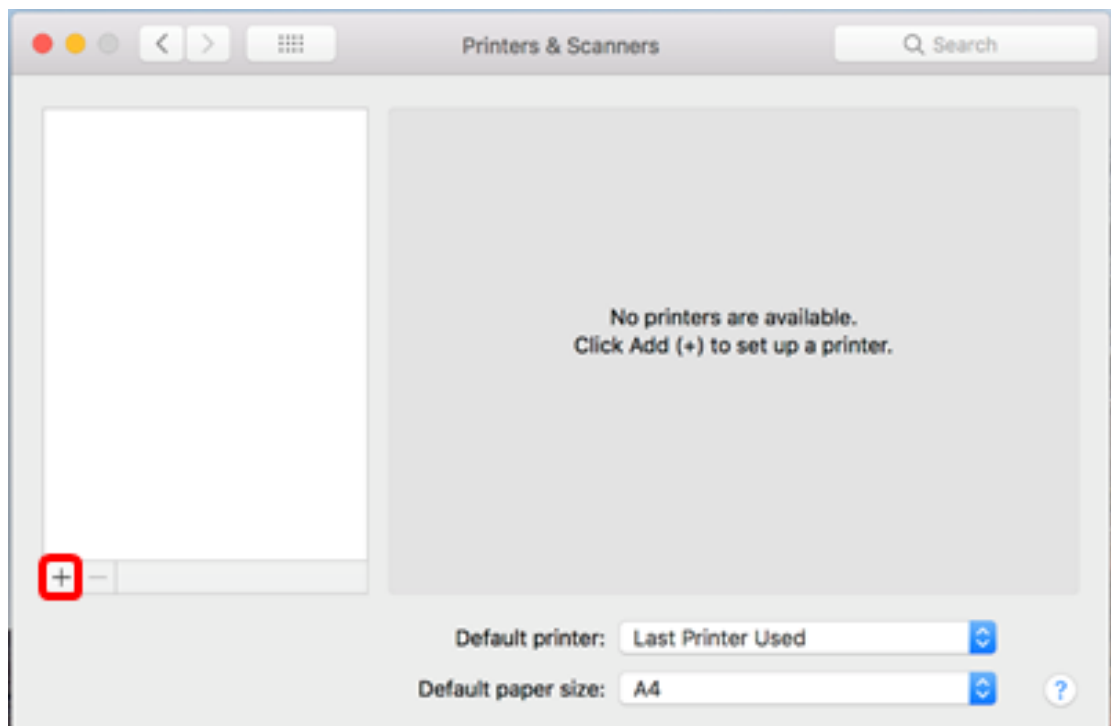 Printers & Scanners
Search
No printers are available.
Click Add (+) to set up a printer.
+ −
Default printer: Last Printer Used
Default paper size: A4
?